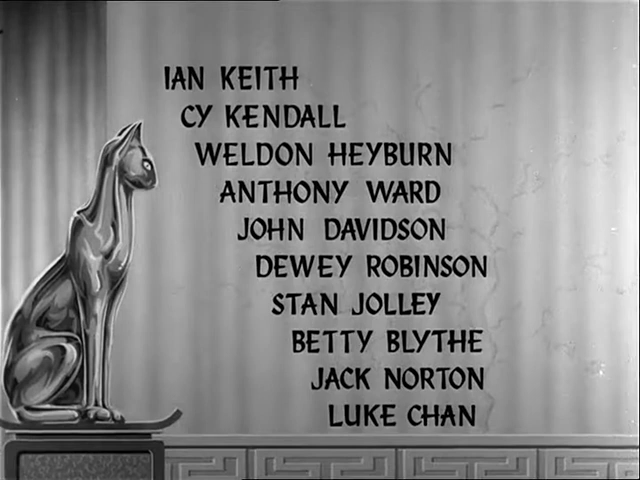 IAN KEITH
CY KENDALL
WELDON HEYBURN
ANTHONY WARD
JOHN DAVIDSON
DEWEY ROBINSON
STAN JOLLEY
BETTY BLYTHE
JACK NORTON
LUKE CHAN